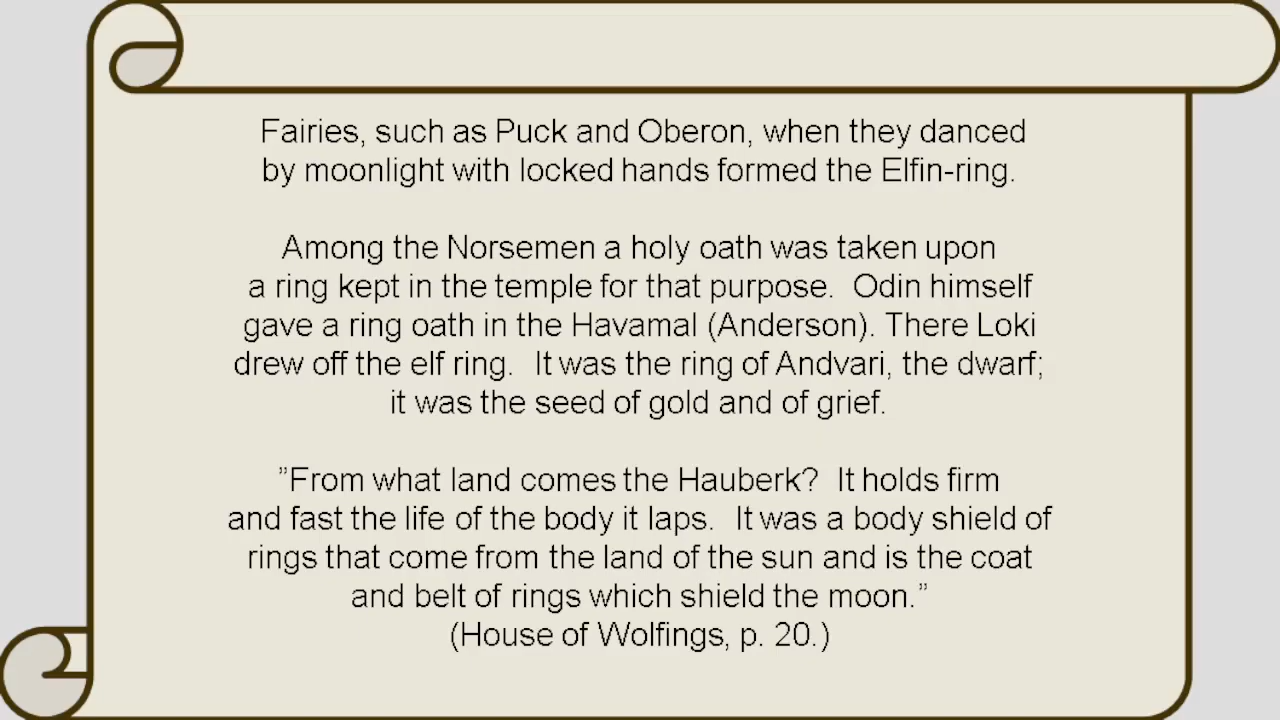 Fairies, such as Puck and Oberon, when they danced
by moonlight with locked hands formed the Elfin-ring.
Among the Norsemen a holy oath was taken upon
a ring kept in the temple for that purpose.  Odin himself
gave a ring oath in the Havamal (Anderson). There Loki
drew off the elf ring.  It was the ring of Andvari, the dwarf;
it was the seed of gold and of grief.
”From what land comes the Hauberk?  It holds firm
and fast the life of the body it laps.  It was a body shield of
rings that come from the land of the sun and is the coat
and belt of rings which shield the moon.”
(House of Wolfings, p. 20.)